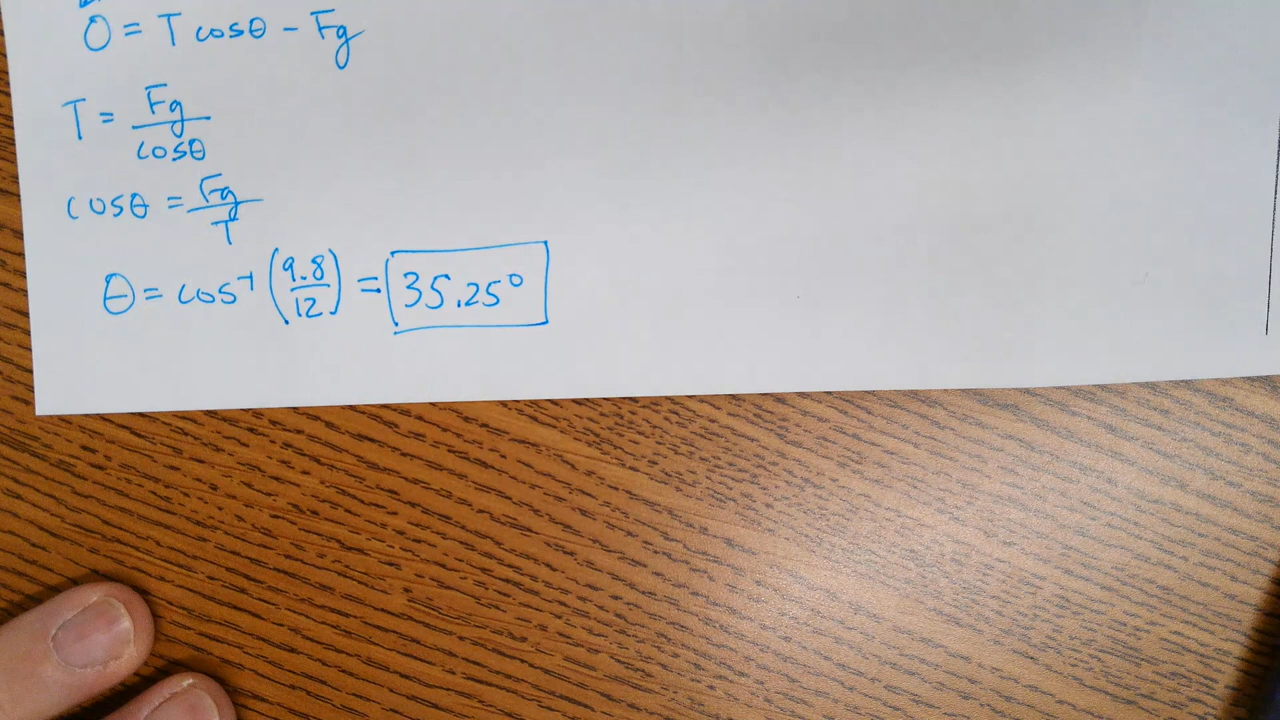 0 = T cosθ - Fg
T = Fg / cosθ
cosθ = Fg / T
θ = cos⁻¹ (9.8 / 12) = 35.25°